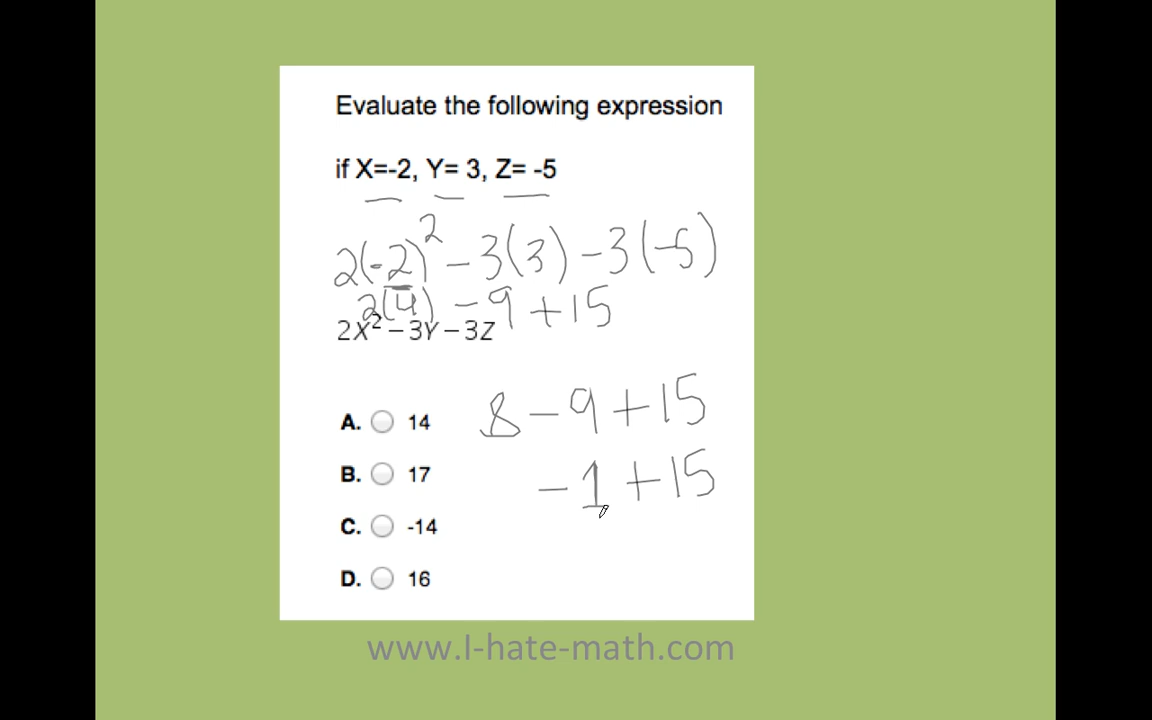 Evaluate the following expression
if X=-2, Y= 3, Z= -5
2(-2)² - 3(3) - 3(-5)
2(4) - 9 + 15
2X² – 3Y – 3Z
8 - 9 + 15
A. 14
- 1 + 15
B. 17
C. -14
D. 16
www.I-hate-math.com